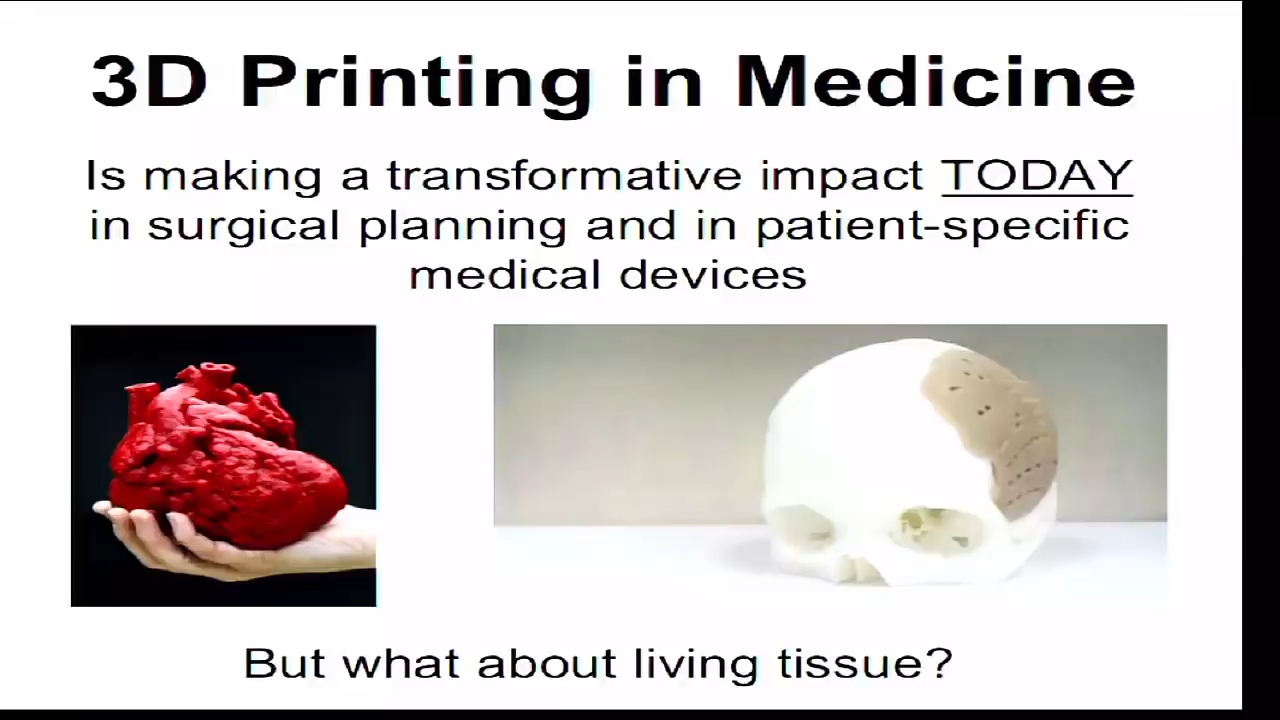 3D Printing in Medicine
Is making a transformative impact TODAY
in surgical planning and in patient-specific
medical devices
But what about living tissue?